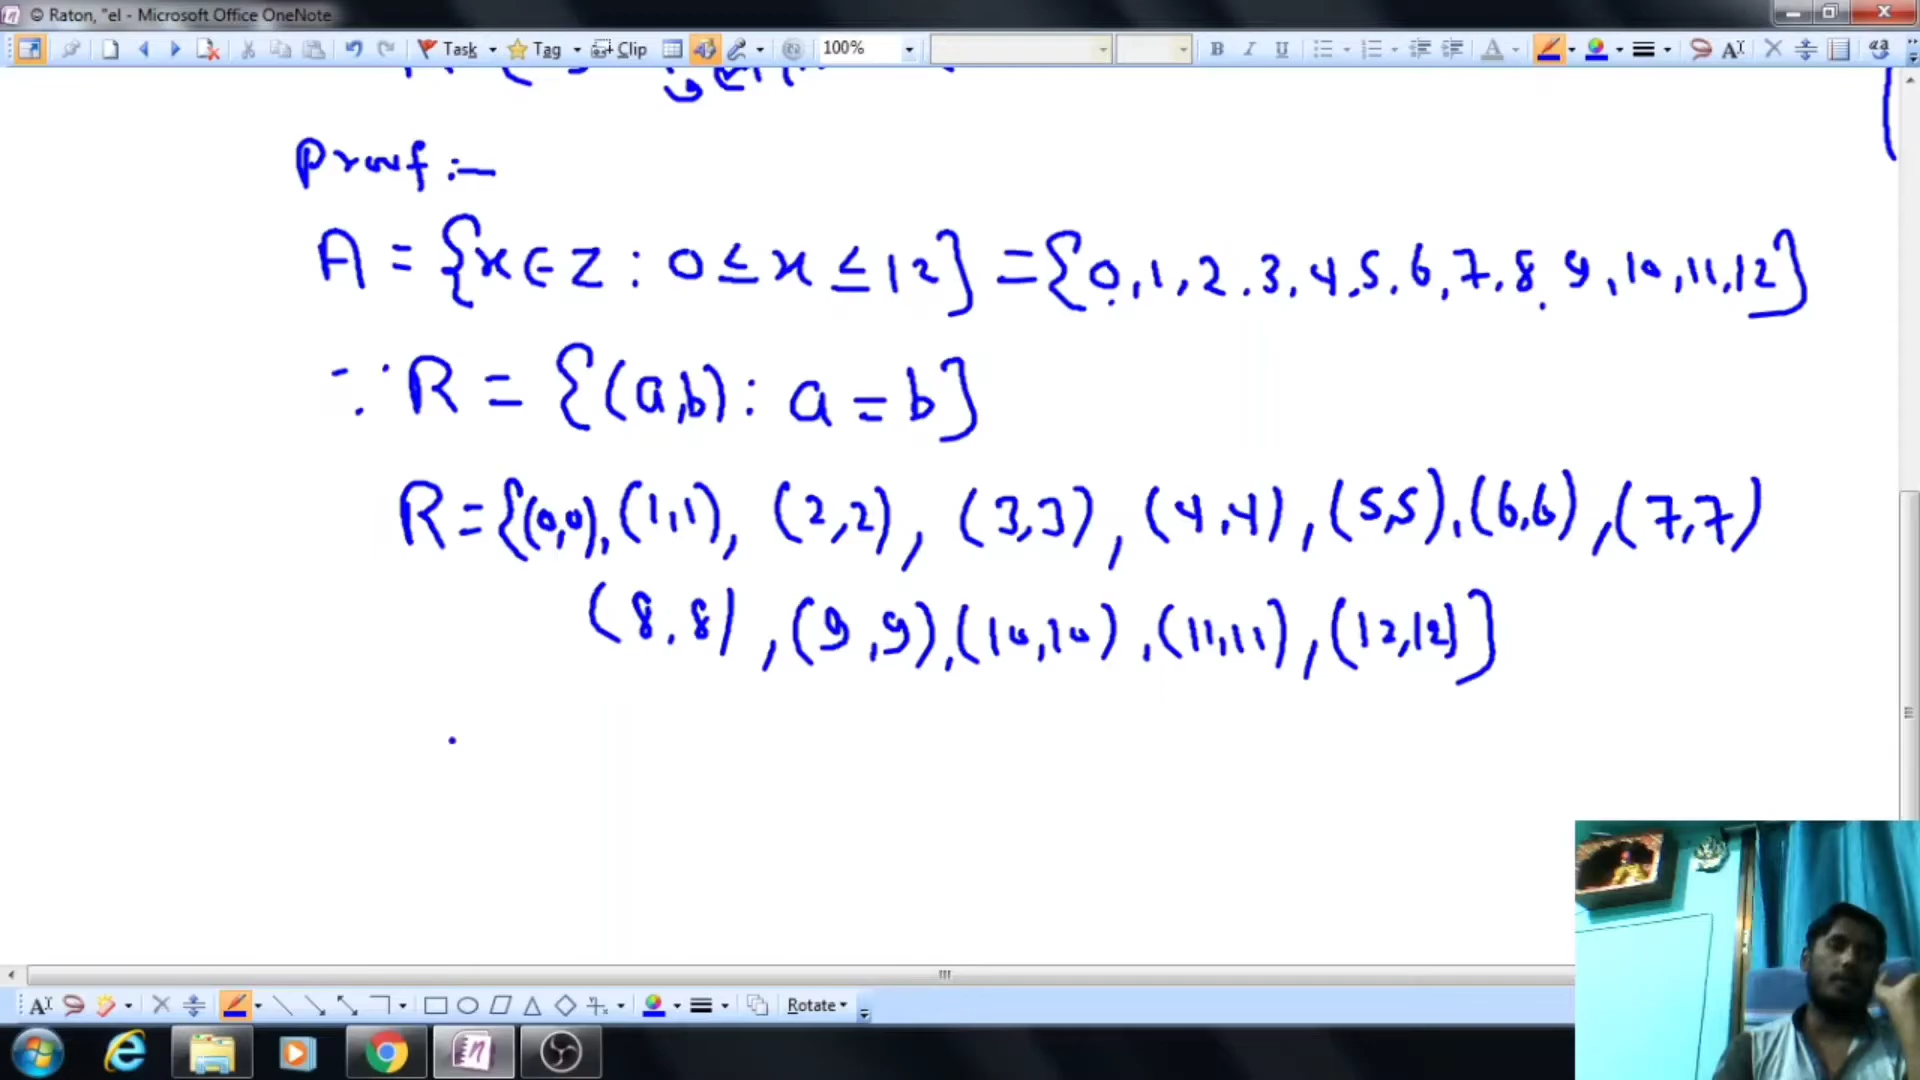 © Raton, "el - Microsoft Office OneNote
Task Tag Clip 100% B I U A
Proof :-
A = {x∈Z : 0≤x≤12} = {0,1,2,3,4,5,6,7,8,9,10,11,12}
∵ R = {(a,b) : a = b}
R = {(0,0), (1,1), (2,2), (3,3), (4,4), (5,5), (6,6), (7,7)
(8,8), (9,9), (10,10), (11,11), (12,12)}
Rotate